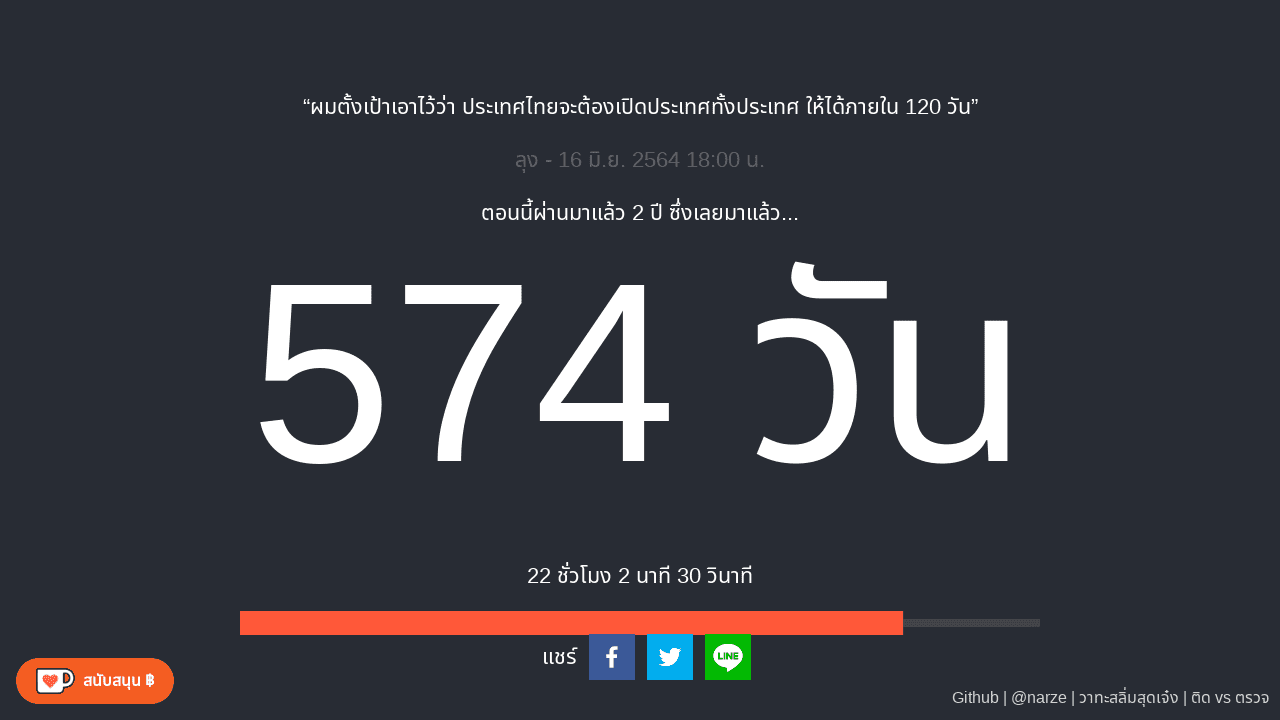 “ผมตั้งเป้าเอาไว้ว่า ประเทศไทยจะต้องเปิดประเทศทั้งประเทศ ให้ได้ภายใน 120 วัน”
ลุง - 16 มิ.ย. 2564 18:00 น.
ตอนนี้ผ่านมาแล้ว 2 ปี ซึ่งเลยมาแล้ว...
574 วัน
22 ชั่วโมง 2 นาที 30 วินาที
แชร์
LINE
สนับสนุน ฿
Github | @narze | วาทะสลิ่มสุดเจ๋ง | ติด vs ตรวจ